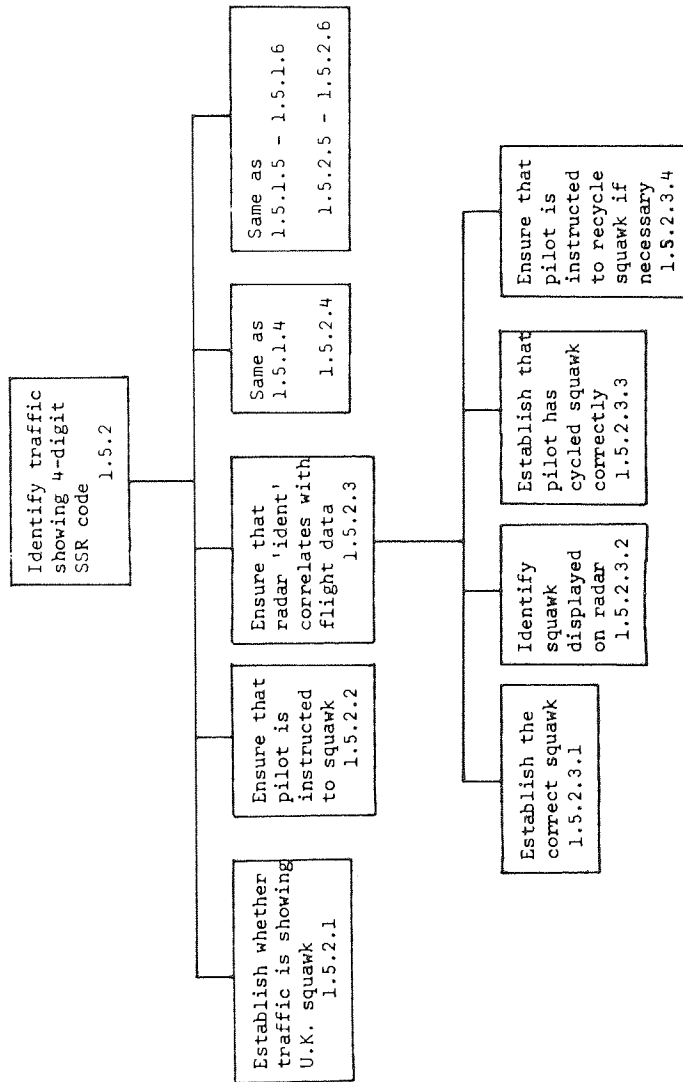 Identify traffic
showing 4-digit
SSR code
1.5.2
Establish whether
traffic is showing
U.K. squawk
1.5.2.1
Ensure that
pilot is
instructed
to squawk
1.5.2.2
Ensure that
radar 'ident'
correlates with
flight data
1.5.2.3
Same as
1.5.1.4
1.5.2.4
Same as
1.5.1.5 - 1.5.1.6
1.5.2.5 - 1.5.2.6
Establish the
correct squawk
1.5.2.3.1
Identify
squawk
displayed
on radar
1.5.2.3.2
Establish that
pilot has
cycled squawk
correctly
1.5.2.3.3
Ensure that
pilot is
instructed
to recycle
squawk if
necessary
1.5.2.3.4